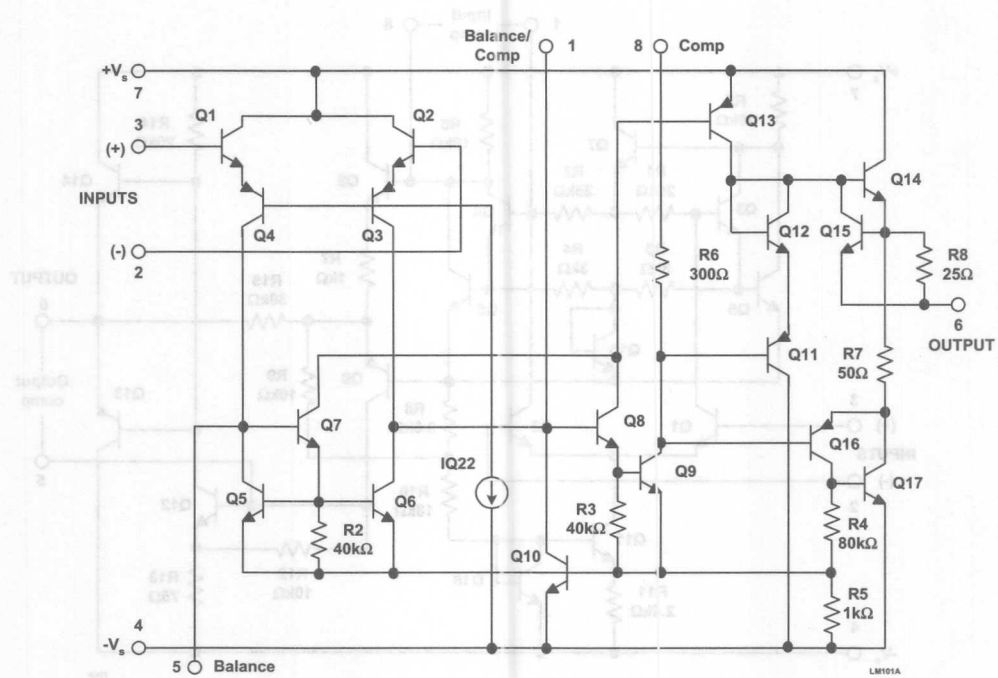 Balance/
Comp
1
8
Comp
+Vs
7
3
(+)
INPUTS
(-)
2
Q1
Q2
Q4
Q3
Q13
Q14
Q12
Q15
R8
25Ω
6
OUTPUT
R6
300Ω
Q11
R7
50Ω
Q7
Q8
Q9
Q16
Q17
IQ22
Q5
Q6
R2
40kΩ
R3
40kΩ
R4
80kΩ
Q10
R5
1kΩ
4
-Vs
5
Balance
LM101A